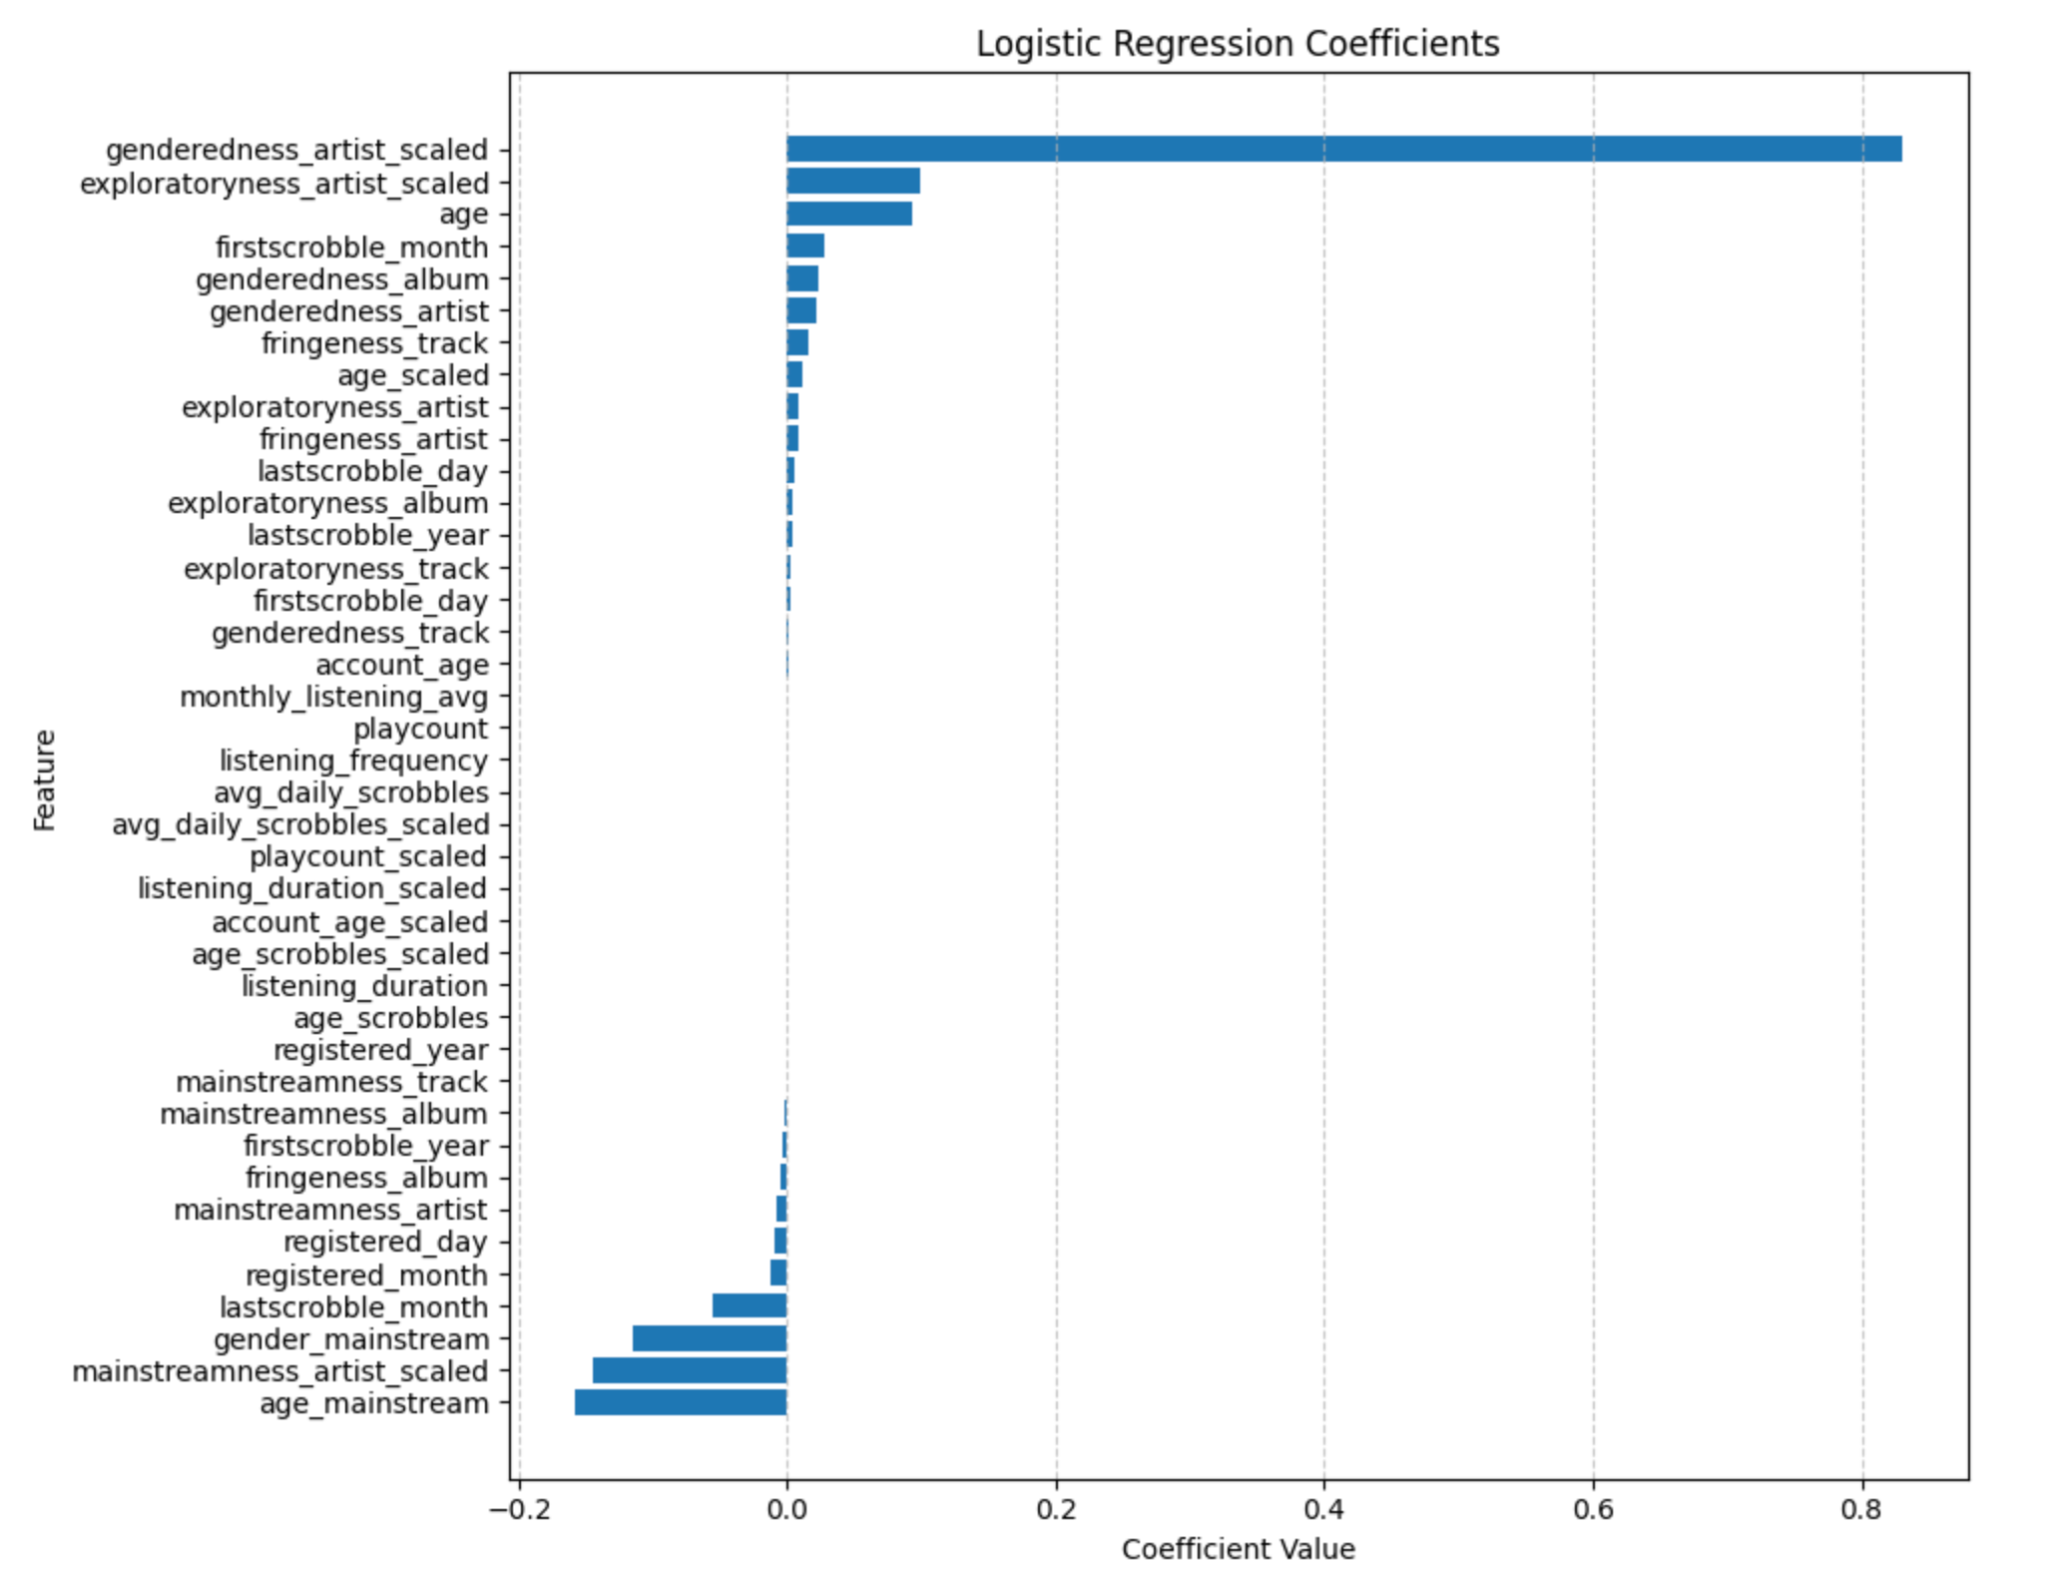 Logistic Regression Coefficients
genderedness_artist_scaled
exploratoryness_artist_scaled
age
firstscrobble_month
genderedness_album
genderedness_artist
fringeness_track
age_scaled
exploratoryness_artist
fringeness_artist
lastscrobble_day
exploratoryness_album
lastscrobble_year
exploratoryness_track
firstscrobble_day
genderedness_track
account_age
monthly_listening_avg
playcount
listening_frequency
avg_daily_scrobbles
avg_daily_scrobbles_scaled
playcount_scaled
listening_duration_scaled
account_age_scaled
age_scrobbles_scaled
listening_duration
age_scrobbles
registered_year
mainstreamness_track
mainstreamness_album
firstscrobble_year
fringeness_album
mainstreamness_artist
registered_day
registered_month
lastscrobble_month
gender_mainstream
mainstreamness_artist_scaled
age_mainstream
Feature
−0.2 0.0 0.2 0.4 0.6 0.8
Coefficient Value